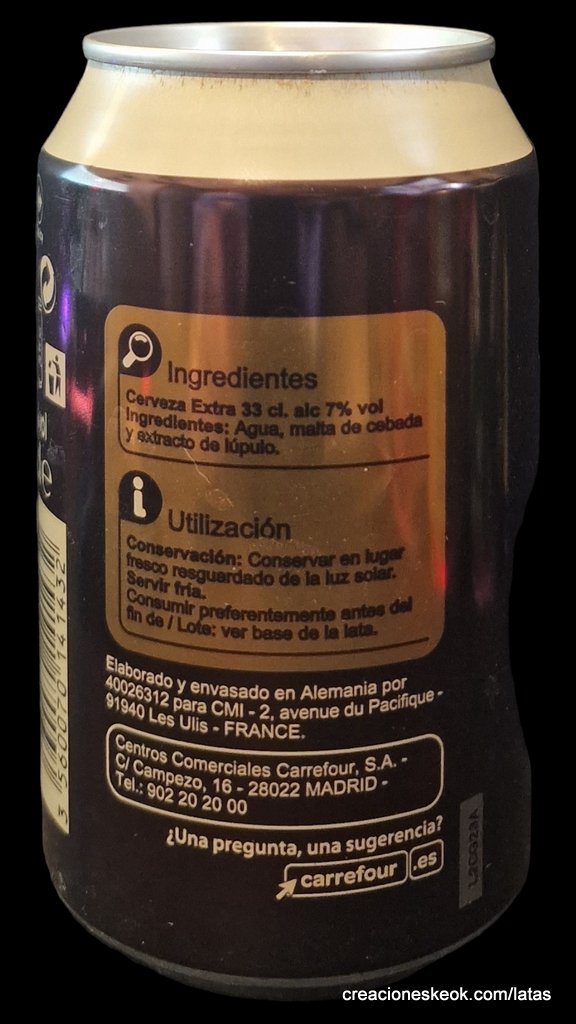 Ingredientes
Cerveza Extra 33 cl. alc 7% vol
Ingredientes: Agua, malta de cebada
y extracto de lúpulo.
Utilización
Conservación: Conservar en lugar
fresco resguardado de la luz solar.
Servir fría.
Consumir preferentemente antes del
fin de / Lote: ver base de la lata.
Elaborado y envasado en Alemania por
40026312 para CMI - 2, avenue du Pacifique -
91940 Les Ulis - FRANCE.
Centros Comerciales Carrefour, S.A. -
C/ Campezo, 16 - 28022 MADRID -
Tel.: 902 20 20 00
¿Una pregunta, una sugerencia?
carrefour .es
3 560070 141432
creacioneskeok.com/latas